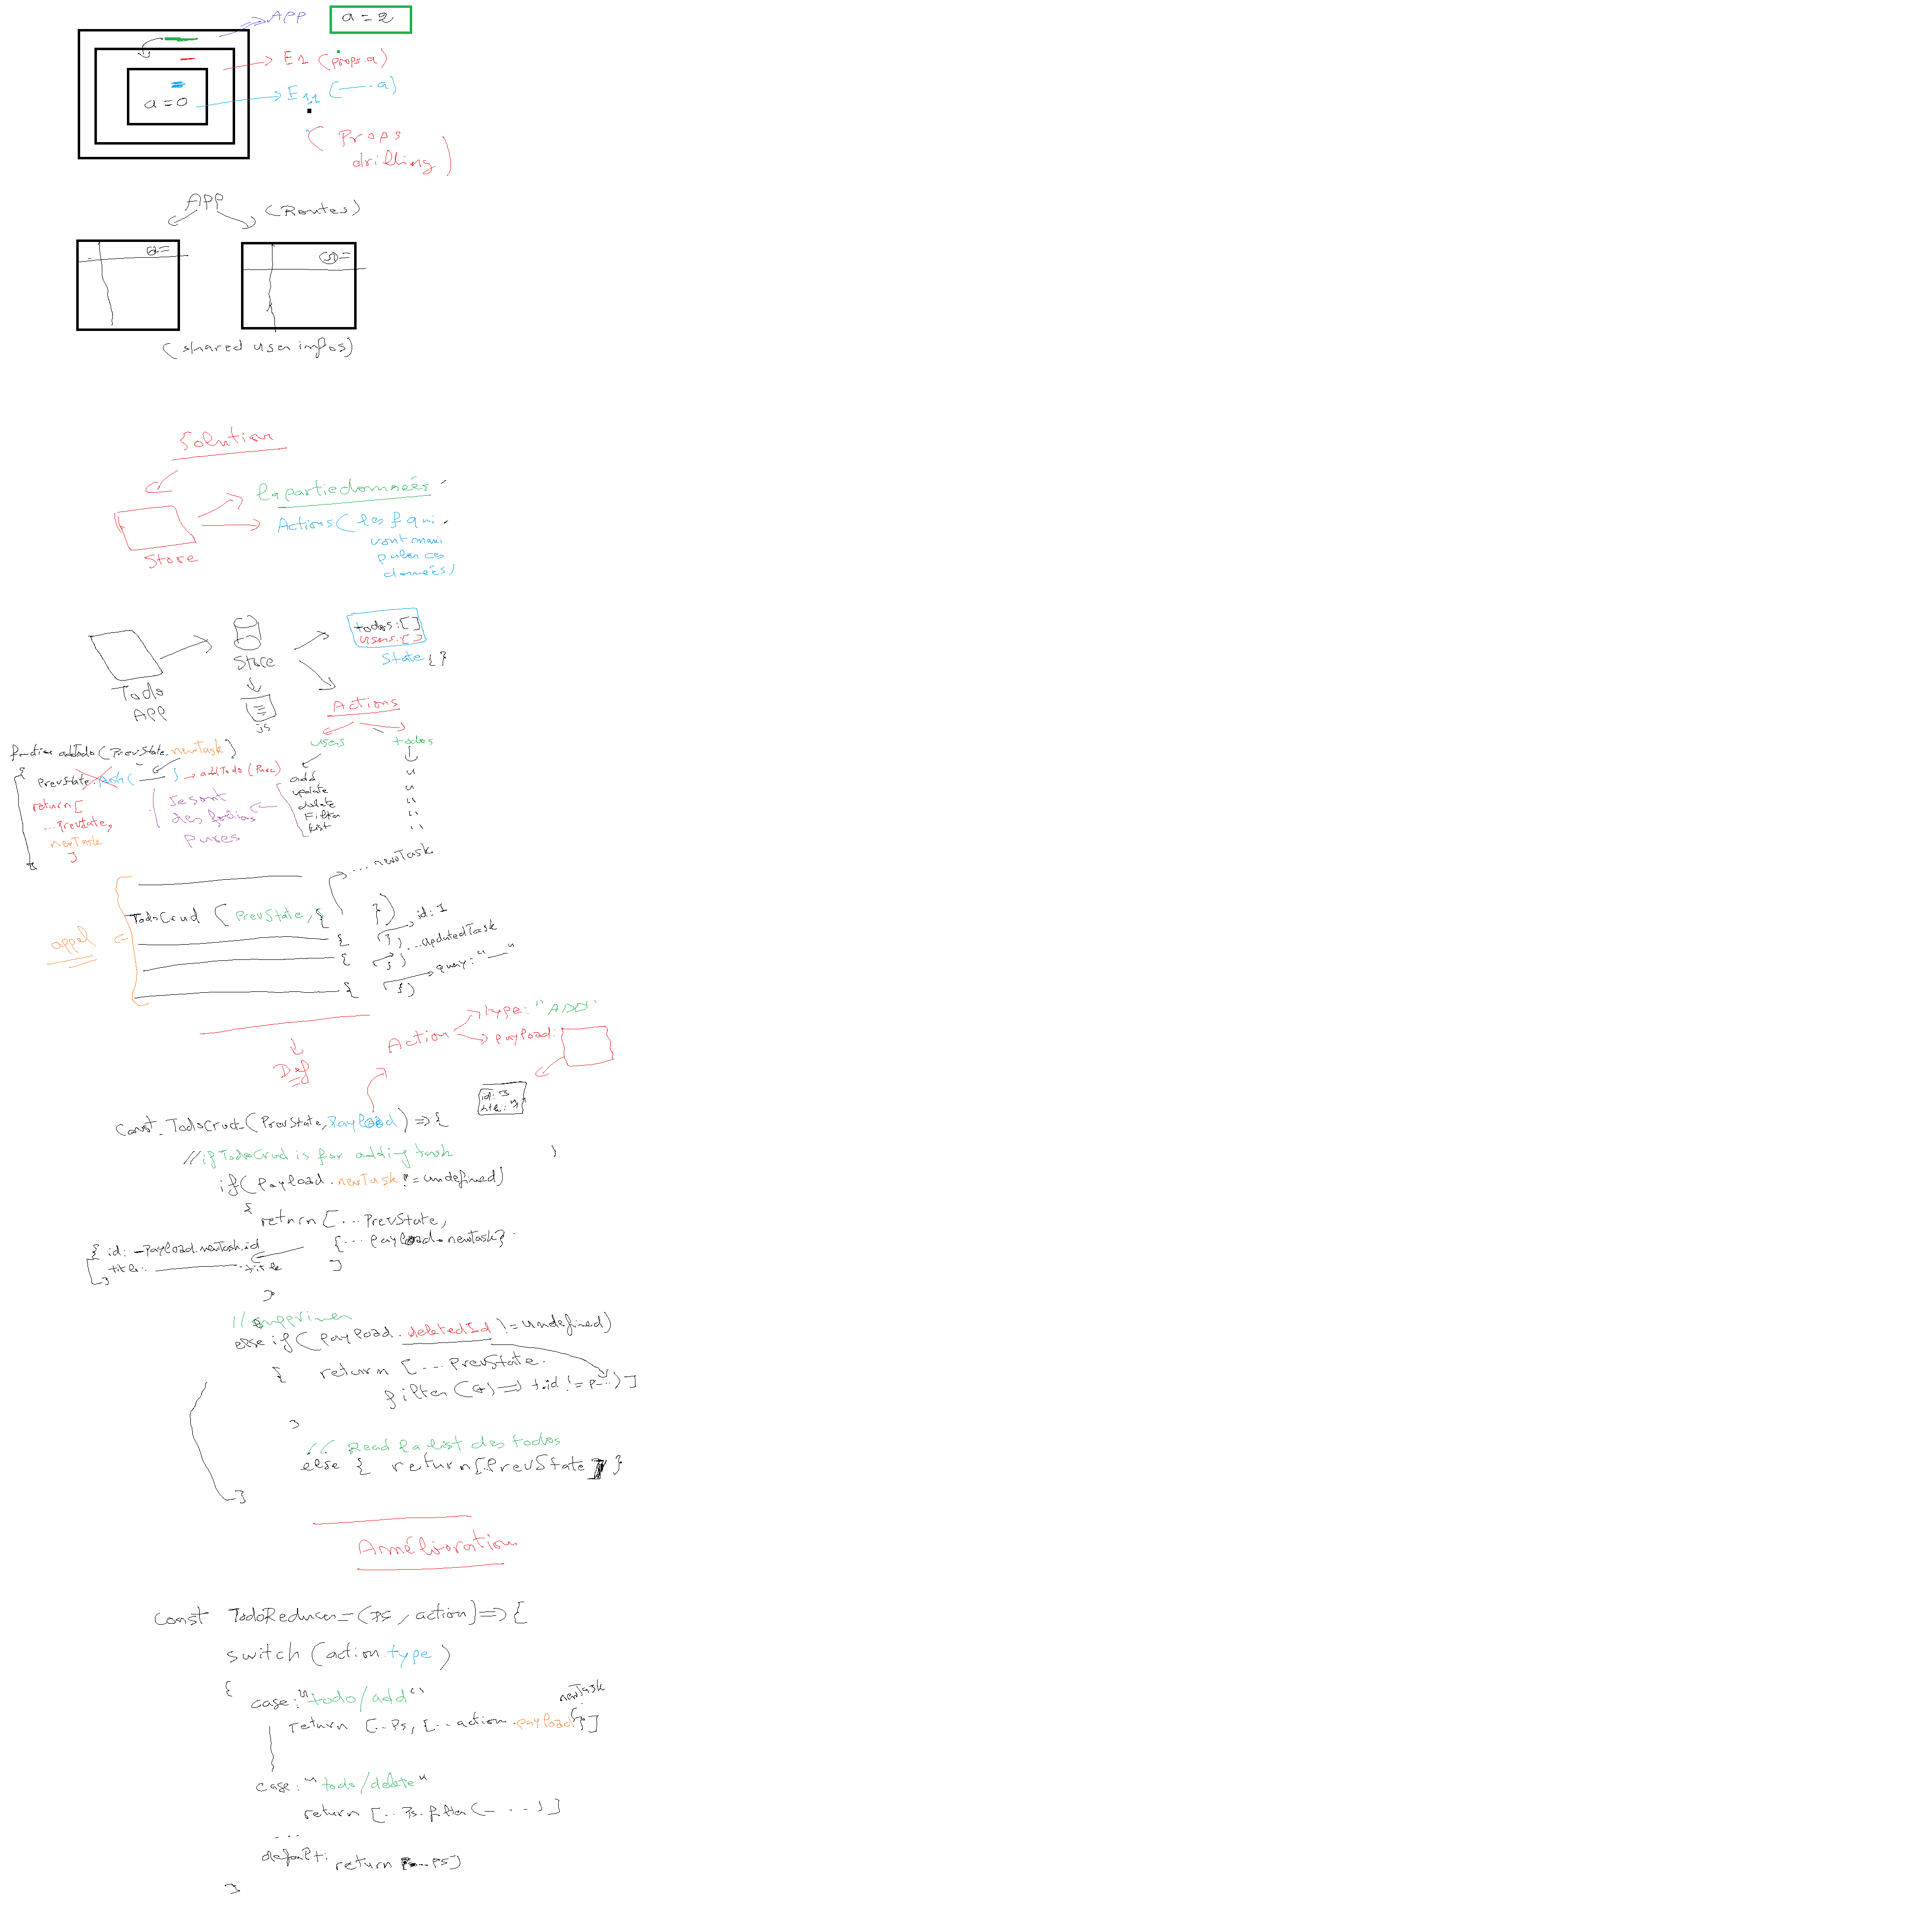 APP
a = 2
E1 (props.a)
a = 0
E11 (—. a)
( Props
drilling )
APP
(Routes)
(shared user infos)
Solution
la partie données
Actions ( les f qui
vont mani
puler ces
données)
Store
todos: []
users: []
State { }
Store
Todo
APP
JS
Actions
users
todos
function addTodo (PrevState, newTask)
{
PrevState.push( — ) → addTodo (Pure)
return [
...PrevState,
newTask
]
}
Ce sont
des fonctions
pures
add
update
delete
Filter
list
... newTask
TodoCrud (PrevState, { })
id: 1
{ })
...updatedTask
{ })
query: "—"
{ })
appel
Action
type: "ADD"
payload:
Def
id: 3
title: "
const TodoCrud = (PrevState, Payload) => {
// if TodoCrud is for adding task
if (payload.newTask != undefined)
{
return [...PrevState,
{... payload.newTask}
]
{ id: payload.newTask.id
title: —.title
}
}
// supprimer
else if (payload.deletedId != undefined)
{ return [...PrevState.
filter((t) => t.id != p...)]
}
// Read la list des todos
else { return [..PrevState] }
}
Amélioration
const TodoReducer = (PS, action) => {
switch (action.type)
{
case: "todo/add"
newTask
return [..PS, {... action.payload}]
case: "todo/delete"
return [...PS.filter(— ...)]
...
default: return [...PS]
}